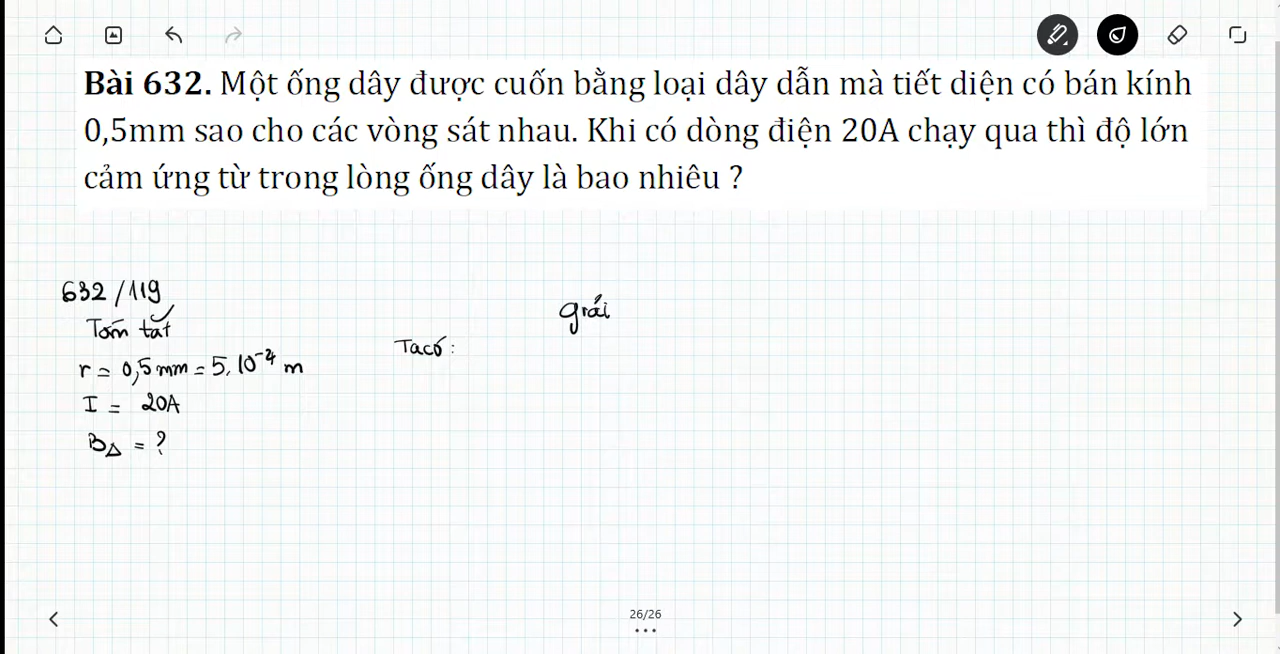 Bài 632. Một ống dây được cuốn bằng loại dây dẫn mà tiết diện có bán kính
0,5mm sao cho các vòng sát nhau. Khi có dòng điện 20A chạy qua thì độ lớn
cảm ứng từ trong lòng ống dây là bao nhiêu ?
632/119
Tóm tắt
giải
Ta có :
r = 0,5 mm = 5.10⁻⁴ m
I = 20A
B△ = ?
26/26